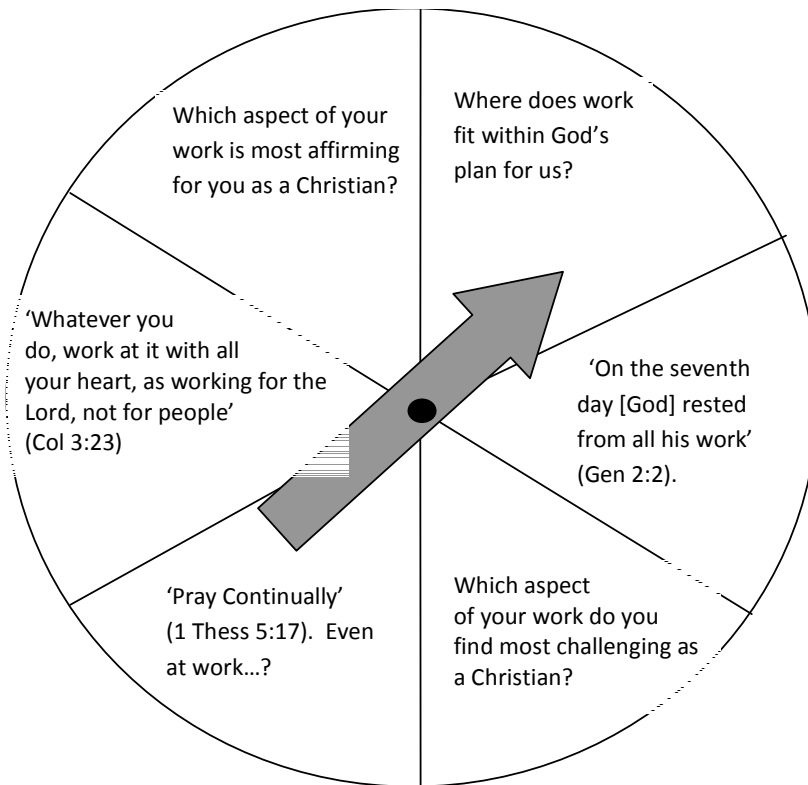 Which aspect of your
work is most affirming
for you as a Christian?
Where does work
fit within God’s
plan for us?
‘Whatever you
do, work at it with all
your heart, as working for the
Lord, not for people’
(Col 3:23)
‘On the seventh
day [God] rested
from all his work’
(Gen 2:2).
‘Pray Continually’
(1 Thess 5:17).  Even
at work…?
Which aspect
of your work do you
find most challenging as
a Christian?